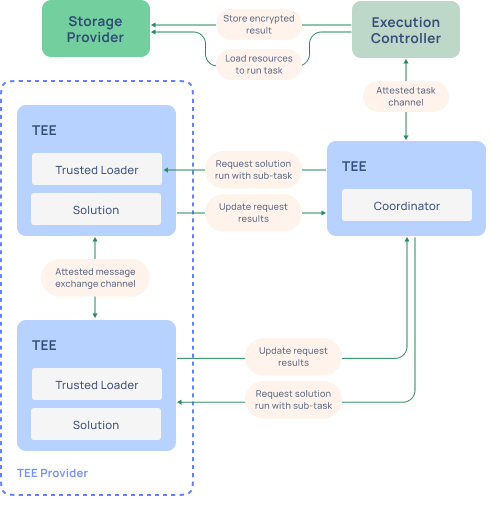 Storage
Provider
Store encrypted
result
Load resources
to run task
Execution
Controller
Attested task
channel
TEE
Trusted Loader
Solution
Request solution
run with sub-task
Update request
results
TEE
Coordinator
Attested message
exchange channel
TEE
Trusted Loader
Solution
Update request
results
Request solution
run with sub-task
TEE Provider